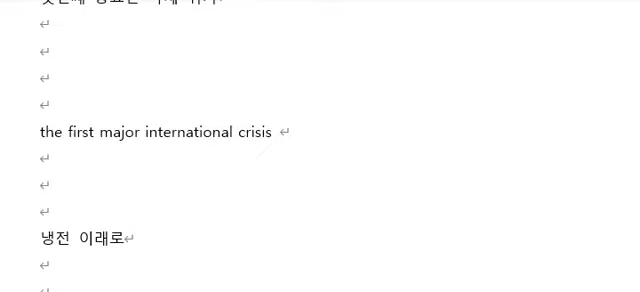 the first major international crisis
냉전 이래로